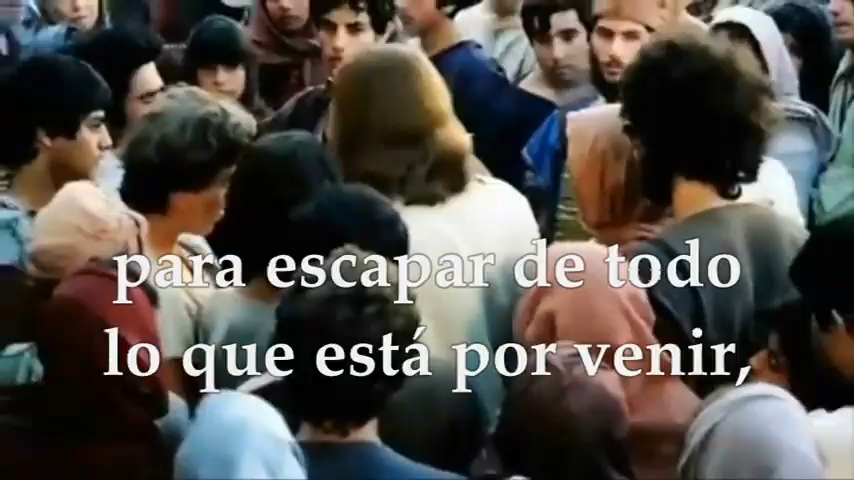 para escapar de todo
lo que está por venir,